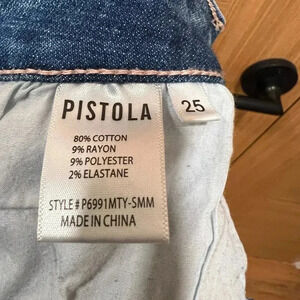 PISTOLA
25
80% COTTON
9% RAYON
9% POLYESTER
2% ELASTANE
STYLE # P6991MTY-SMM
MADE IN CHINA